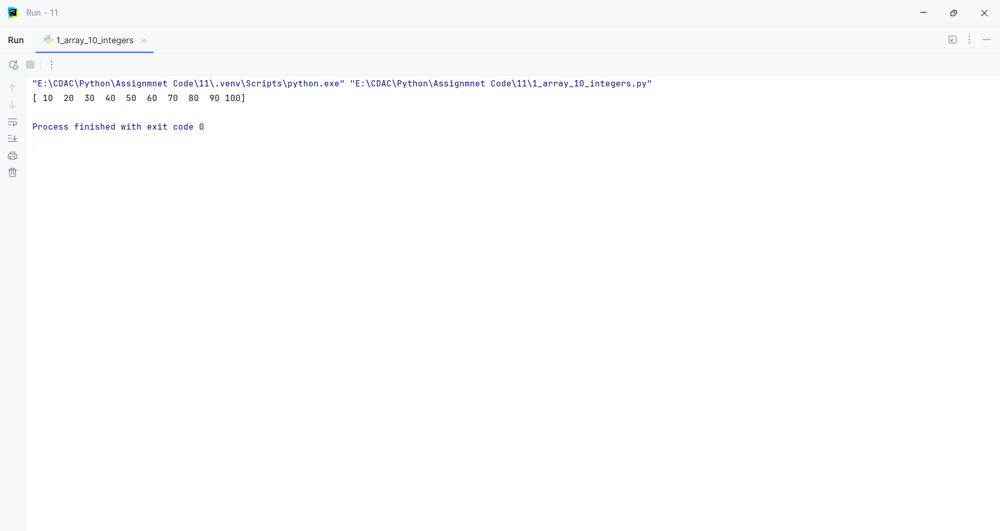 Run - 11
Run 1_array_10_integers
"E:\CDAC\Python\Assignmnet Code\11\.venv\Scripts\python.exe" "E:\CDAC\Python\Assignmnet Code\11\1_array_10_integers.py"
[ 10  20  30  40  50  60  70  80  90 100]
Process finished with exit code 0